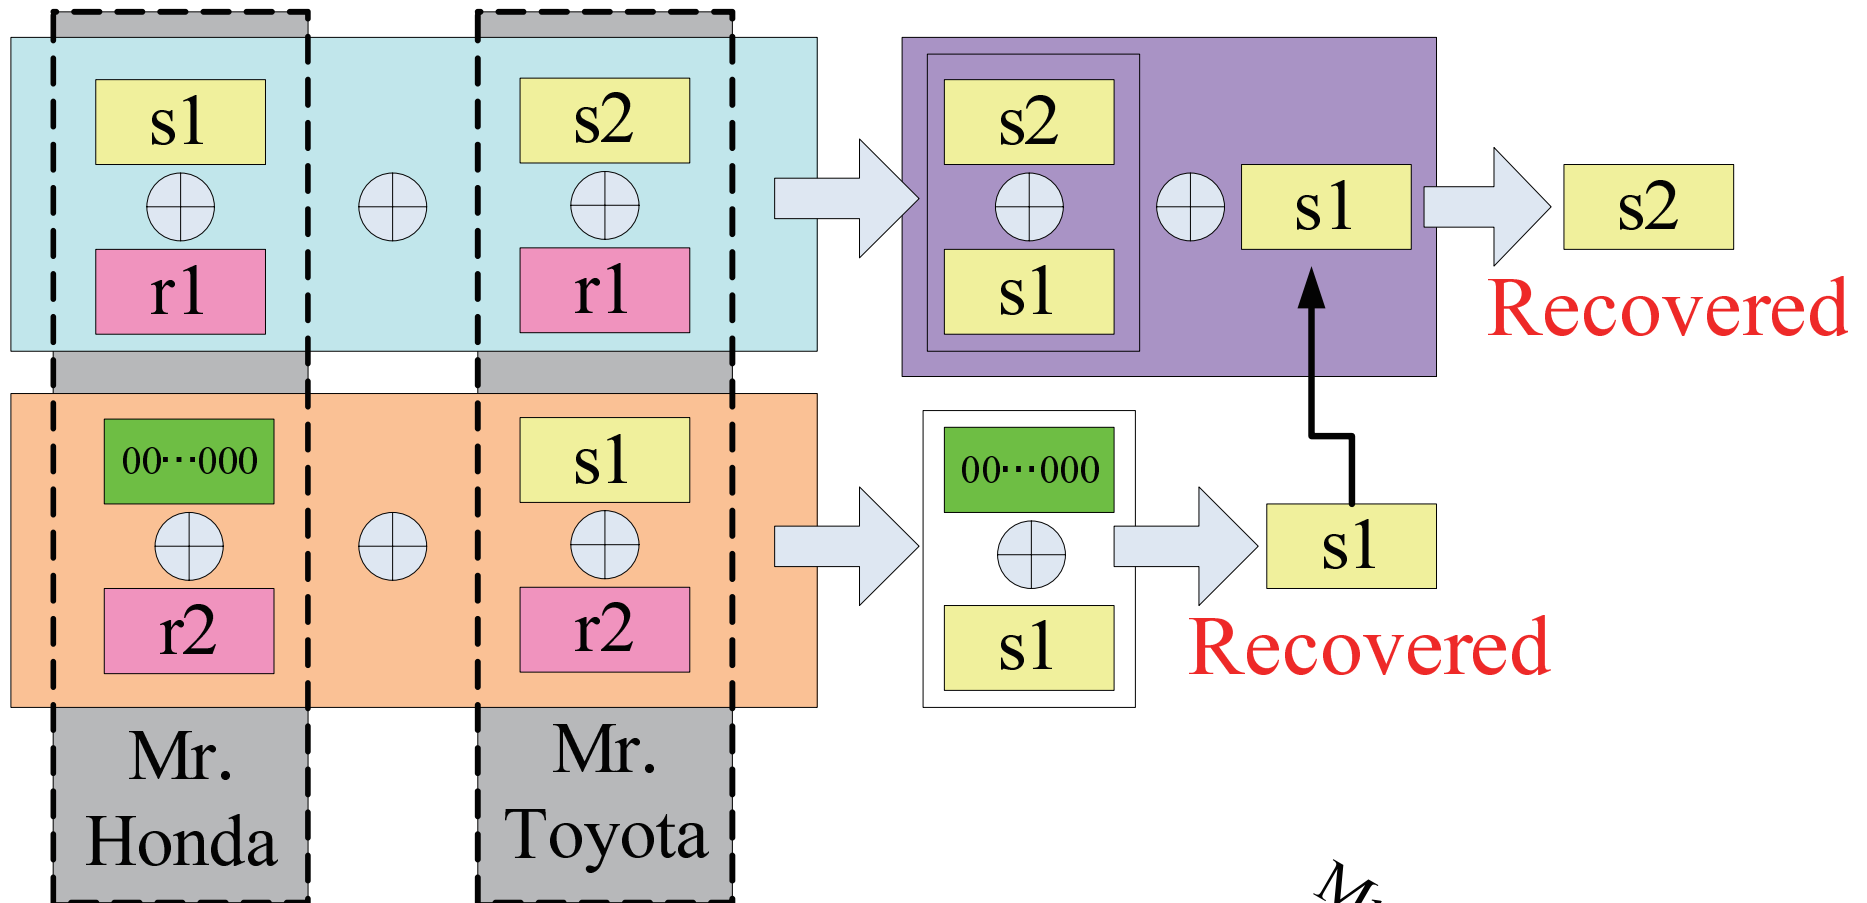 s1
s2
s2
s1
s2
r1
r1
s1
Recovered
00···000
s1
00···000
s1
r2
r2
s1
Recovered
Mr.
Honda
Mr.
Toyota